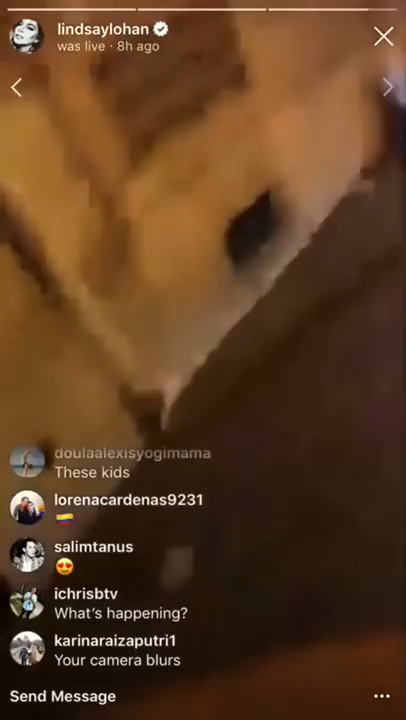 lindsaylohan
was live · 8h ago
doulaalexisyogimama
These kids
lorenacardenas9231
🇨🇴
salimtanus
😍
ichrisbtv
What's happening?
karinaraizaputri1
Your camera blurs
Send Message